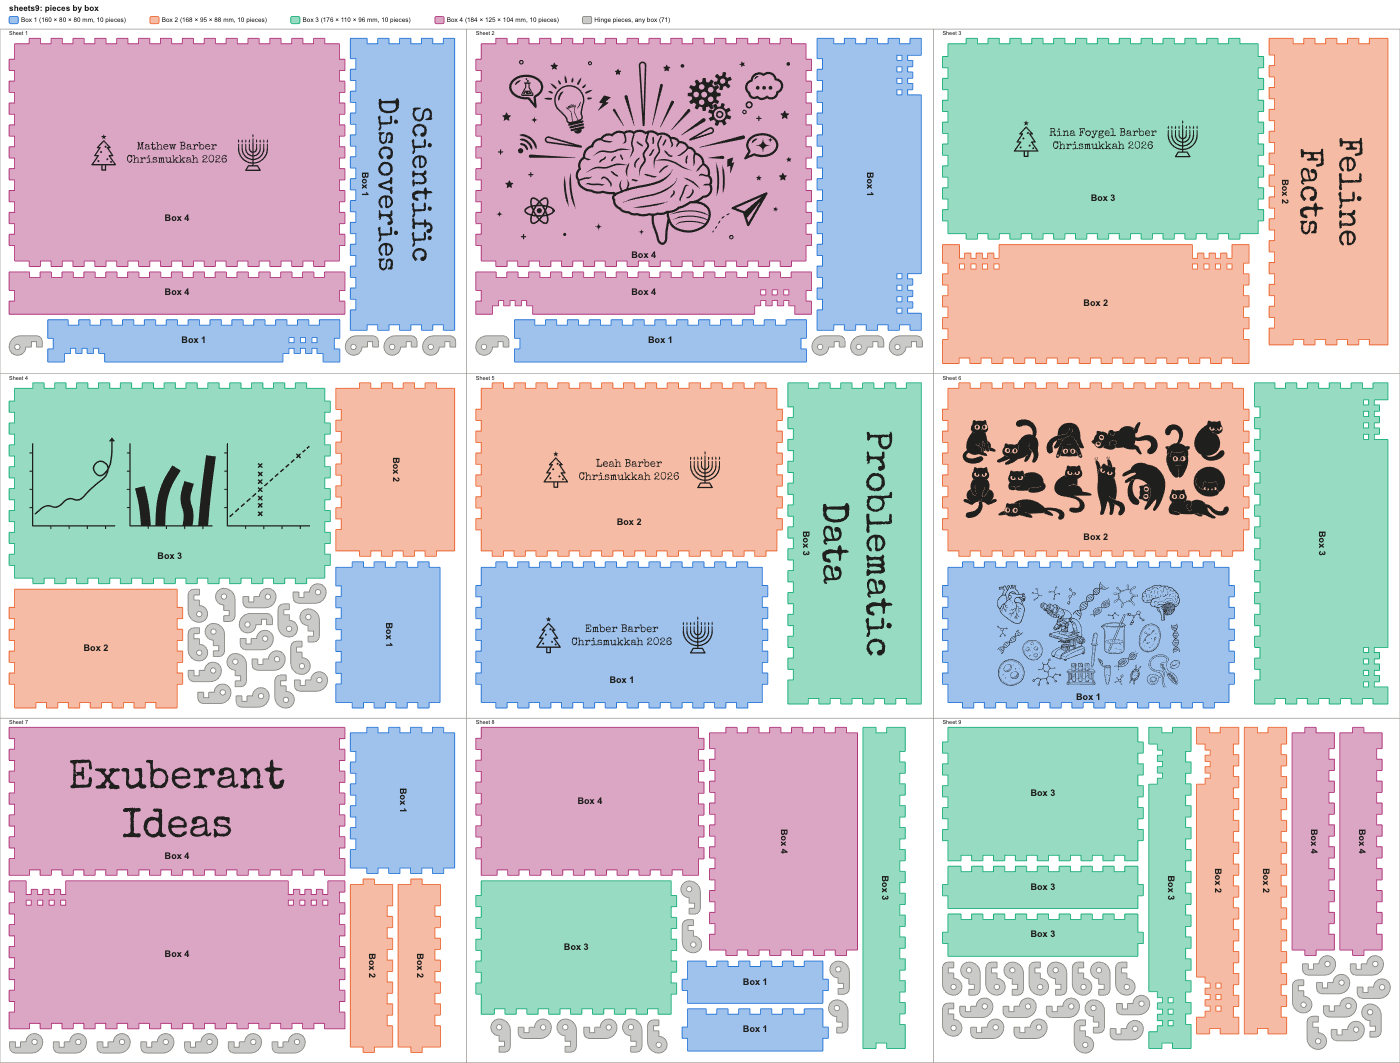 sheets9: pieces by box
Box 1 (160 × 80 × 80 mm, 10 pieces)
Box 2 (168 × 95 × 88 mm, 10 pieces)
Box 3 (176 × 110 × 96 mm, 10 pieces)
Box 4 (184 × 125 × 104 mm, 10 pieces)
Hinge pieces, any box (71)
Sheet 1
Mathew Barber
Chrismukkah 2026
Box 4
Scientific
Discoveries
Box 1
Box 4
Box 1
Sheet 2
Box 4
Box 1
Box 4
Box 1
Sheet 3
Rina Foygel Barber
Chrismukkah 2026
Box 3
Feline
Facts
Box 2
Box 2
Sheet 4
Box 3
Box 2
Box 2
Box 1
Sheet 5
Leah Barber
Chrismukkah 2026
Box 2
Problematic
Data
Box 3
Ember Barber
Chrismukkah 2026
Box 1
Sheet 6
Box 2
Box 3
Box 1
Sheet 7
Exuberant
Ideas
Box 4
Box 1
Box 4
Box 2
Box 2
Sheet 8
Box 4
Box 4
Box 3
Box 3
Box 1
Box 1
Sheet 9
Box 3
Box 3
Box 3
Box 3
Box 2
Box 2
Box 4
Box 4